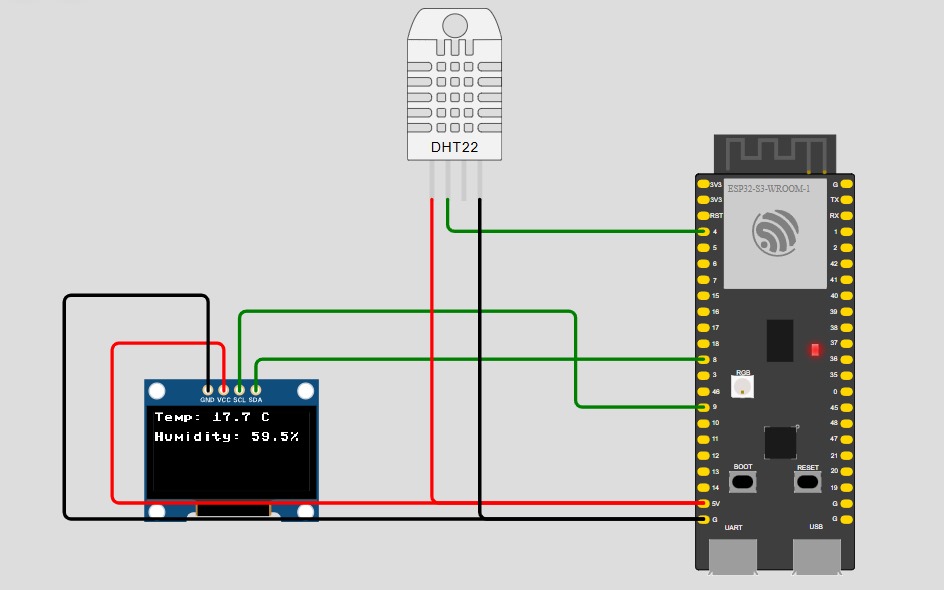 DHT22
ESP32-S3-WROOM-1
3V3 G
3V3 TX
RST RX
4 1
5 2
6 42
7 41
15 40
16 39
17 38
18 37
8 36
3 35
RGB
46 0
9 45
10 48
11 47
12 21
BOOT RESET
13 20
14 19
5V G
G G
UART USB
GND VCC SCL SDA
Temp: 17.7 C
Humidity: 59.5%